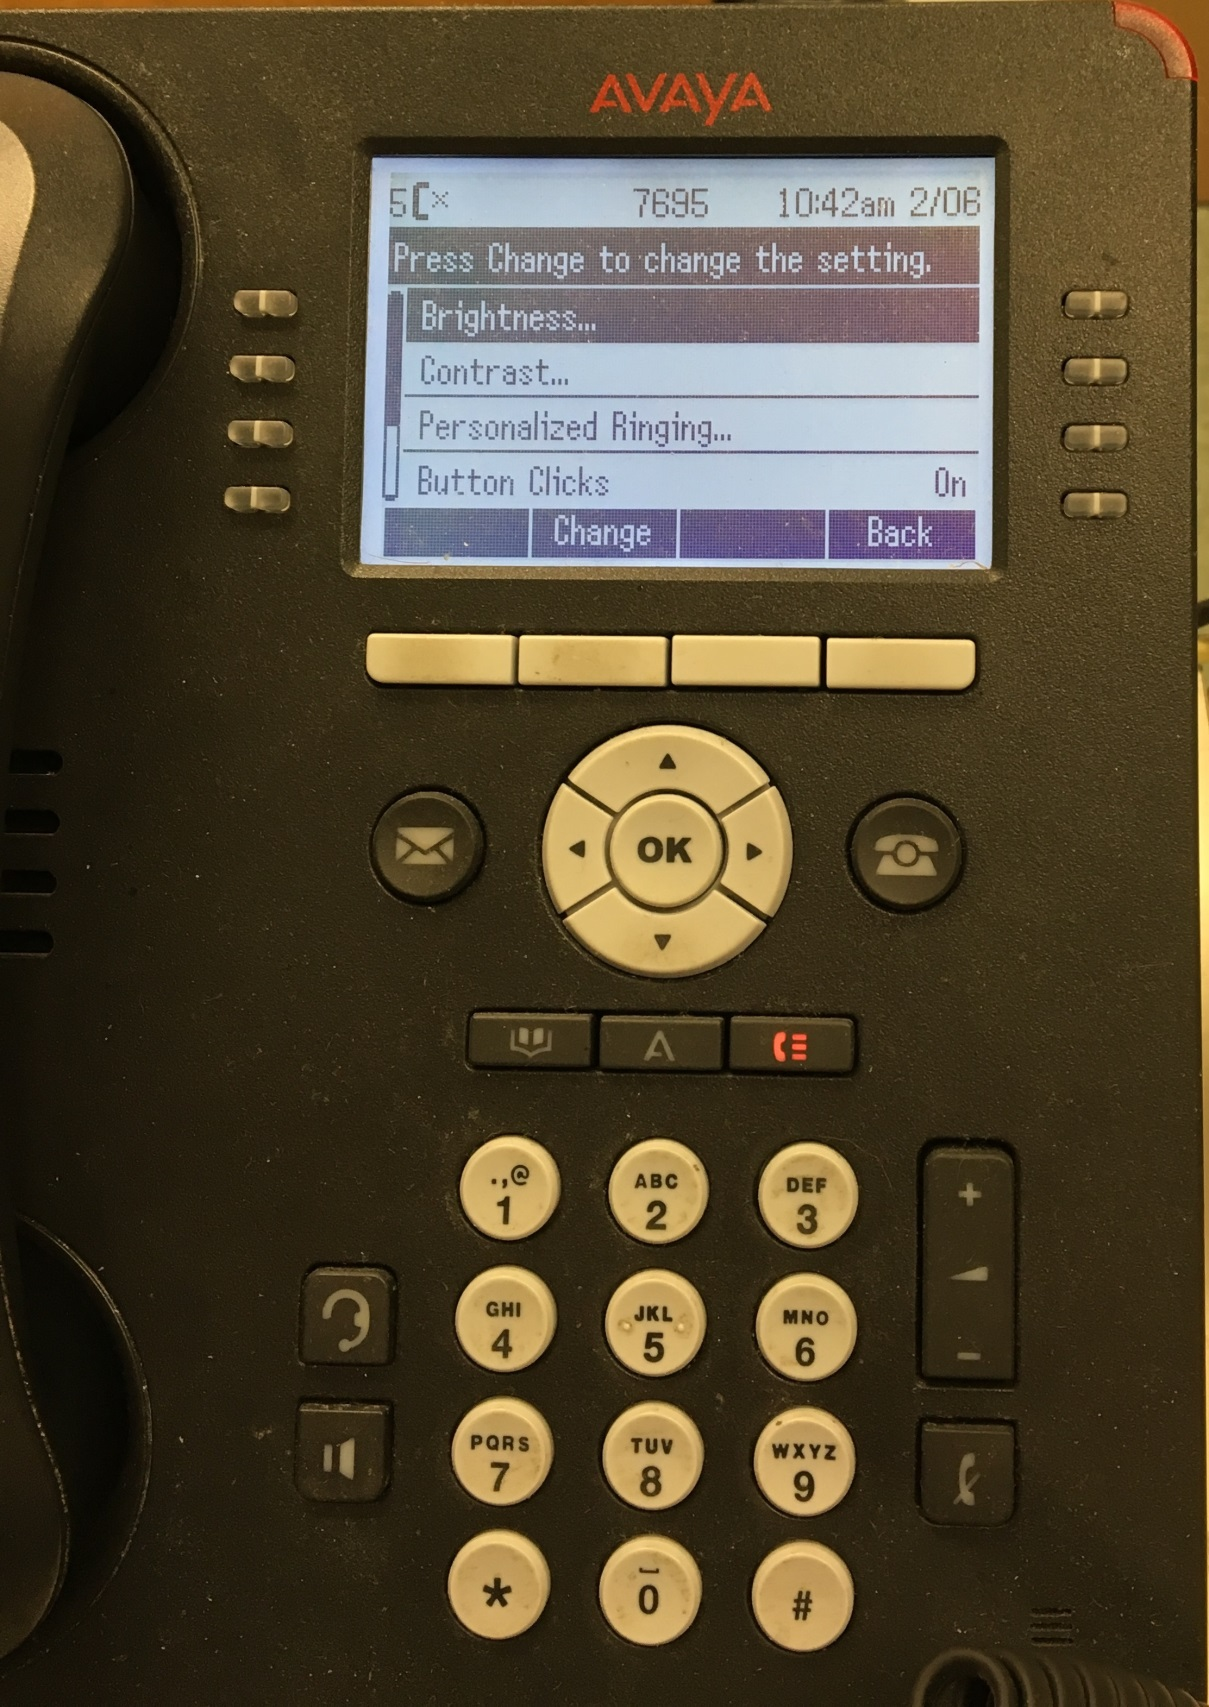 AVAYA
5 7695 10:42am 2/06
Press Change to change the setting.
Brightness...
Contrast...
Personalized Ringing...
Button Clicks On
Change Back
OK
.,@ ABC DEF
1 2 3
+
GHI JKL MNO
4 5 6
-
PQRS TUV WXYZ
7 8 9
* 0 #